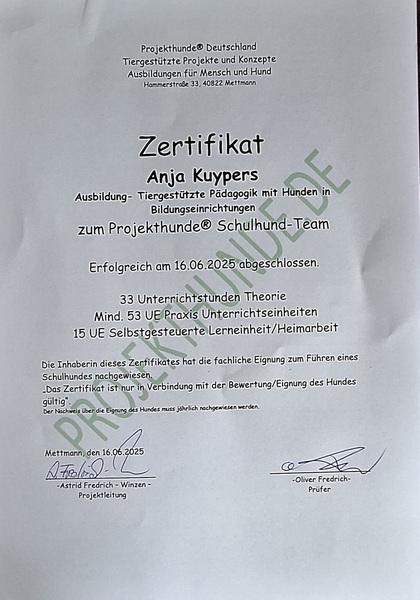 Projekthunde® Deutschland
Tiergestützte Projekte und Konzepte
Ausbildungen für Mensch und Hund
Hammerstraße 33, 40822 Mettmann
Zertifikat
Anja Kuypers
Ausbildung- Tiergestützte Pädagogik mit Hunden in
Bildungseinrichtungen
zum Projekthunde® Schulhund-Team
Erfolgreich am 16.06.2025 abgeschlossen.
33 Unterrichtstunden Theorie
Mind. 53 UE Praxis Unterrichtseinheiten
15 UE Selbstgesteuerte Lerneinheit/Heimarbeit
Die Inhaberin dieses Zertifikates hat die fachliche Eignung zum Führen eines
Schulhundes nachgewiesen.
„Das Zertifikat ist nur in Verbindung mit der Bewertung/Eignung des Hundes
gültig".
Der Nachweis über die Eignung des Hundes muss jährlich nachgewiesen werden.
PROJEKTHUNDE.DE
Mettmann, den 16.06.2025
-Astrid Fredrich – Winzen -
Projektleitung
-Oliver Fredrich-
Prüfer